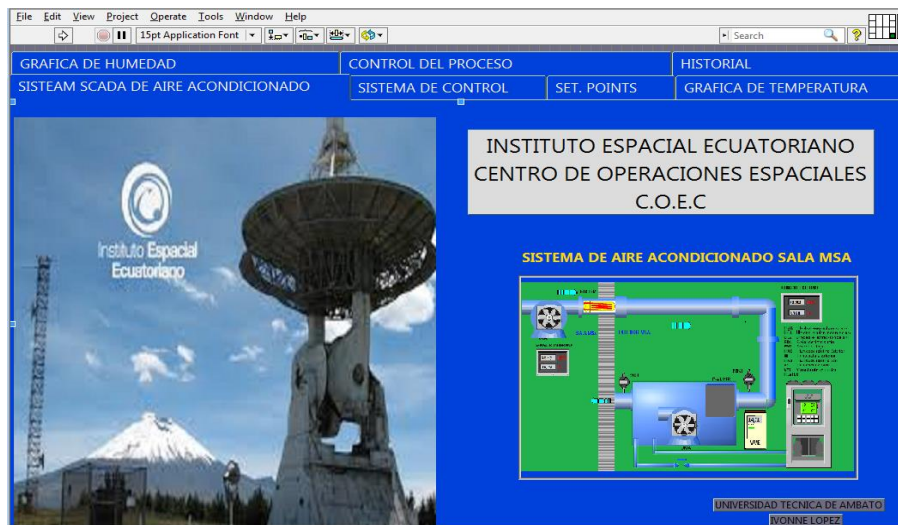 File Edit View Project Operate Tools Window Help
15pt Application Font
Search
GRAFICA DE HUMEDAD CONTROL DEL PROCESO HISTORIAL
SISTEAM SCADA DE AIRE ACONDICIONADO SISTEMA DE CONTROL SET. POINTS GRAFICA DE TEMPERATURA
Instituto Espacial
Ecuatoriano
INSTITUTO ESPACIAL ECUATORIANO
CENTRO DE OPERACIONES ESPACIALES
C.O.E.C
SISTEMA DE AIRE ACONDICIONADO SALA MSA
UNIVERSIDAD TECNICA DE AMBATO
IVONNE LOPEZ